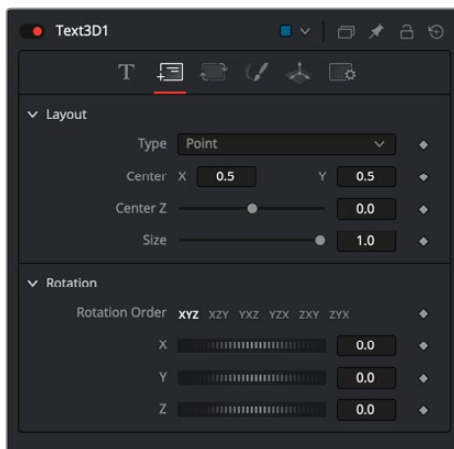 Text3D1
T
Layout
Type Point
Center X 0.5 Y 0.5
Center Z 0.0
Size 1.0
Rotation
Rotation Order XYZ XZY YXZ YZX ZXY ZYX
X 0.0
Y 0.0
Z 0.0